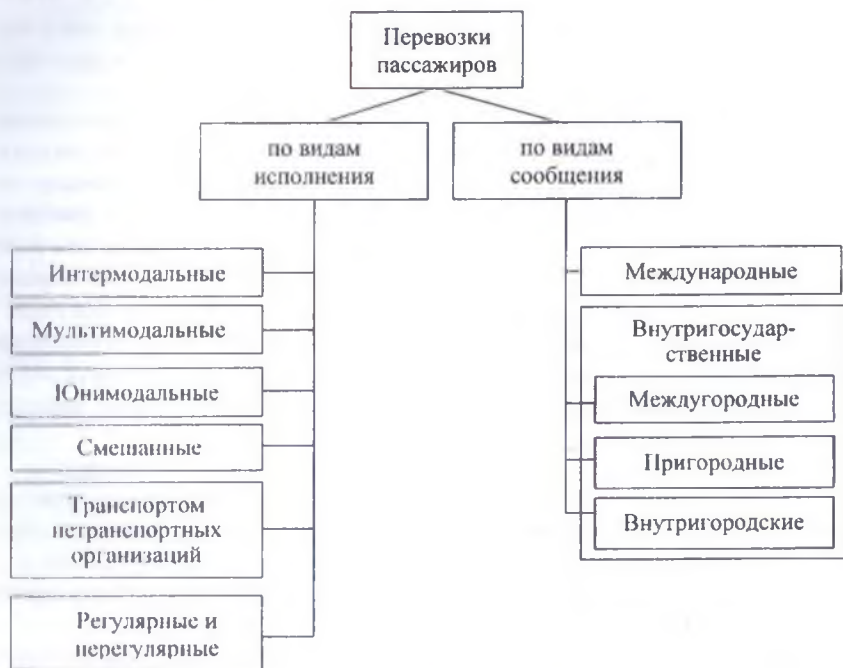 Перевозки
пассажиров
по видам
исполнения
по видам
сообщения
Интермодальные
Мультимодальные
Юнимодальные
Смешанные
Транспортом
нетранспортных
организаций
Регулярные и
нерегулярные
Международные
Внутригосудар-
ственные
Междугородные
Пригородные
Внутригородские